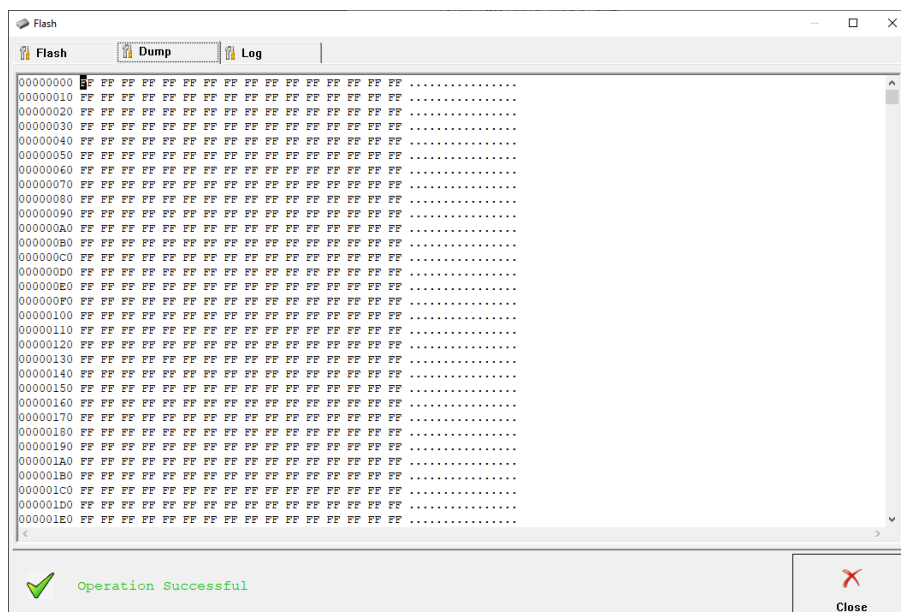 Flash
Flash Dump Log
00000000 FF FF FF FF FF FF FF FF FF FF FF FF FF FF FF FF ................
00000010 FF FF FF FF FF FF FF FF FF FF FF FF FF FF FF FF ................
00000020 FF FF FF FF FF FF FF FF FF FF FF FF FF FF FF FF ................
00000030 FF FF FF FF FF FF FF FF FF FF FF FF FF FF FF FF ................
00000040 FF FF FF FF FF FF FF FF FF FF FF FF FF FF FF FF ................
00000050 FF FF FF FF FF FF FF FF FF FF FF FF FF FF FF FF ................
00000060 FF FF FF FF FF FF FF FF FF FF FF FF FF FF FF FF ................
00000070 FF FF FF FF FF FF FF FF FF FF FF FF FF FF FF FF ................
00000080 FF FF FF FF FF FF FF FF FF FF FF FF FF FF FF FF ................
00000090 FF FF FF FF FF FF FF FF FF FF FF FF FF FF FF FF ................
000000A0 FF FF FF FF FF FF FF FF FF FF FF FF FF FF FF FF ................
000000B0 FF FF FF FF FF FF FF FF FF FF FF FF FF FF FF FF ................
000000C0 FF FF FF FF FF FF FF FF FF FF FF FF FF FF FF FF ................
000000D0 FF FF FF FF FF FF FF FF FF FF FF FF FF FF FF FF ................
000000E0 FF FF FF FF FF FF FF FF FF FF FF FF FF FF FF FF ................
000000F0 FF FF FF FF FF FF FF FF FF FF FF FF FF FF FF FF ................
00000100 FF FF FF FF FF FF FF FF FF FF FF FF FF FF FF FF ................
00000110 FF FF FF FF FF FF FF FF FF FF FF FF FF FF FF FF ................
00000120 FF FF FF FF FF FF FF FF FF FF FF FF FF FF FF FF ................
00000130 FF FF FF FF FF FF FF FF FF FF FF FF FF FF FF FF ................
00000140 FF FF FF FF FF FF FF FF FF FF FF FF FF FF FF FF ................
00000150 FF FF FF FF FF FF FF FF FF FF FF FF FF FF FF FF ................
00000160 FF FF FF FF FF FF FF FF FF FF FF FF FF FF FF FF ................
00000170 FF FF FF FF FF FF FF FF FF FF FF FF FF FF FF FF ................
00000180 FF FF FF FF FF FF FF FF FF FF FF FF FF FF FF FF ................
00000190 FF FF FF FF FF FF FF FF FF FF FF FF FF FF FF FF ................
000001A0 FF FF FF FF FF FF FF FF FF FF FF FF FF FF FF FF ................
000001B0 FF FF FF FF FF FF FF FF FF FF FF FF FF FF FF FF ................
000001C0 FF FF FF FF FF FF FF FF FF FF FF FF FF FF FF FF ................
000001D0 FF FF FF FF FF FF FF FF FF FF FF FF FF FF FF FF ................
000001E0 FF FF FF FF FF FF FF FF FF FF FF FF FF FF FF FF ................
Operation Successful
Close